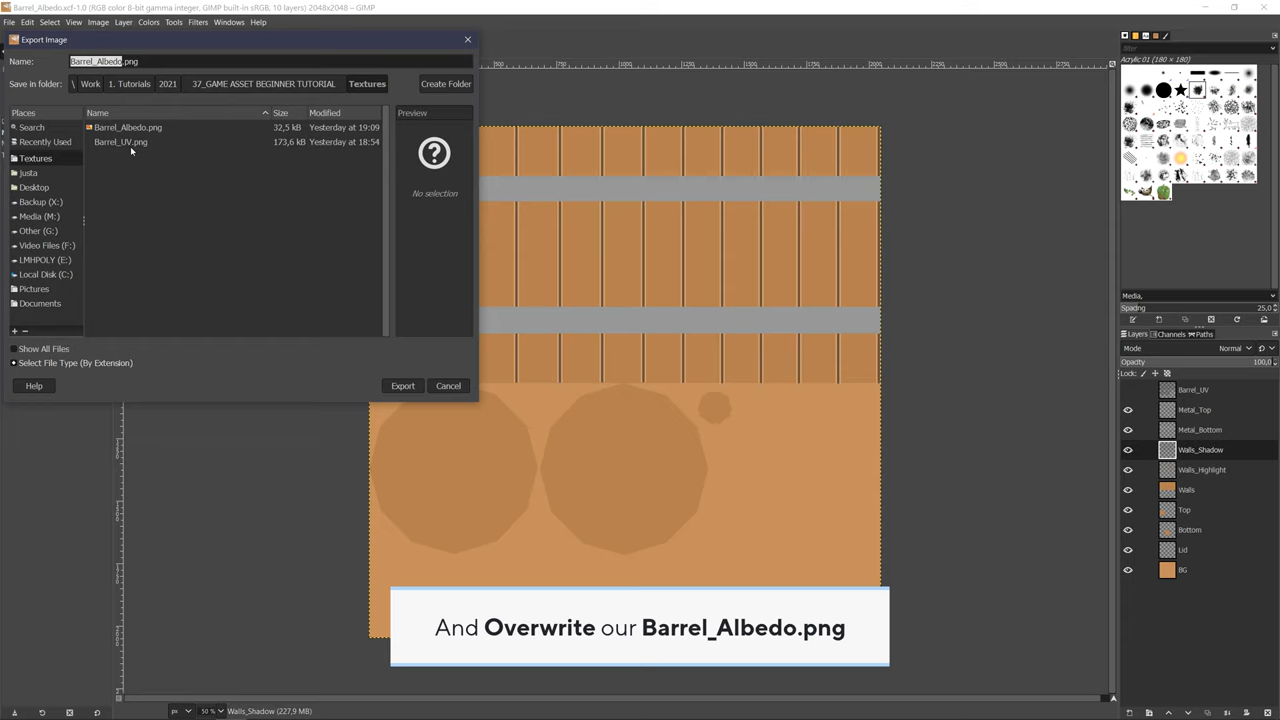 Barrel_Albedo.xcf-1.0 (RGB color 8-bit gamma integer, GIMP built-in sRGB, 10 layers) 2048x2048 – GIMP
File Edit Select View Image Layer Colors Tools Filters Windows Help
Export Image
Name: Barrel_Albedo.png
Save in folder: \ Work 1. Tutorials 2021 37_GAME ASSET BEGINNER TUTORIAL Textures Create Folder
Places Name Size Modified Preview
Search Barrel_Albedo.png 32,5 kB Yesterday at 19:09
Recently Used Barrel_UV.png 173,6 kB Yesterday at 18:54
Textures
Justa
Desktop
No selection
Backup (X:)
Media (M:)
Other (G:)
Video Files (F:)
LMHPOLY (E:)
Local Disk (C:)
Pictures
Documents
Show All Files
Select File Type (By Extension)
Help Export Cancel
filter
Acrylic 01 (180 × 180)
Media,
Spacing 25,0
Layers Channels Paths
Mode Normal
Opacity 100,0
Lock:
Barrel_UV
Metal_Top
Metal_Bottom
Walls_Shadow
Walls_Highlight
Walls
Top
Bottom
Lid
BG
And Overwrite our Barrel_Albedo.png
px 50 % Walls_Shadow (227,9 MB)